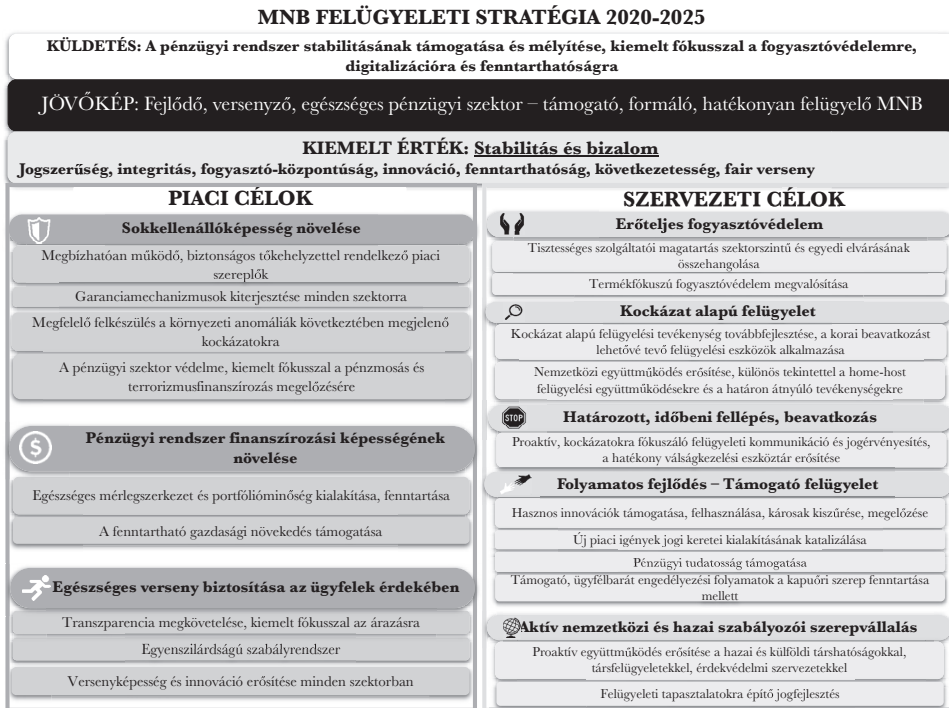 MNB FELÜGYELETI STRATÉGIA 2020-2025
KÜLDETÉS: A pénzügyi rendszer stabilitásának támogatása és mélyítése, kiemelt fókusszal a fogyasztóvédelemre,
digitalizációra és fenntarthatóságra
JÖVŐKÉP: Fejlődő, versenyző, egészséges pénzügyi szektor – támogató, formáló, hatékonyan felügyelő MNB
KIEMELT ÉRTÉK: Stabilitás és bizalom
Jogszerűség, integritás, fogyasztó-központúság, innováció, fenntarthatóság, következetesség, fair verseny
PIACI CÉLOK
Sokkellenállóképesség növelése
Megbízhatóan működő, biztonságos tőkehelyzettel rendelkező piaci
szereplők
Garanciamechanizmusok kiterjesztése minden szektorra
Megfelelő felkészülés a környezeti anomáliák következtében megjelenő
kockázatokra
A pénzügyi szektor védelme, kiemelt fókusszal a pénzmosás és
terrorizmusfinanszírozás megelőzésére
$
Pénzügyi rendszer finanszírozási képességének
növelése
Egészséges mérlegszerkezet és portfólióminőség kialakítása, fenntartása
A fenntartható gazdasági növekedés támogatása
Egészséges verseny biztosítása az ügyfelek érdekében
Transzparencia megkövetelése, kiemelt fókusszal az árazásra
Egyenszilárdságú szabályrendszer
Versenyképesség és innováció erősítése minden szektorban
SZERVEZETI CÉLOK
Erőteljes fogyasztóvédelem
Tisztességes szolgáltatói magatartás szektorszintű és egyedi elvárásának
összehangolása
Termékfókuszú fogyasztóvédelem megvalósítása
Kockázat alapú felügyelet
Kockázat alapú felügyelési tevékenység továbbfejlesztése, a korai beavatkozást
lehetővé tevő felügyelési eszközök alkalmazása
Nemzetközi együttműködés erősítése, különös tekintettel a home-host
felügyelési együttműködésekre és a határon átnyúló tevékenységekre
STOP
Határozott, időbeni fellépés, beavatkozás
Proaktív, kockázatokra fókuszáló felügyeleti kommunikáció és jogérvényesítés,
a hatékony válságkezelési eszköztár erősítése
Folyamatos fejlődés – Támogató felügyelet
Hasznos innovációk támogatása, felhasználása, károsak kiszűrése, megelőzése
Új piaci igények jogi keretei kialakításának katalizálása
Pénzügyi tudatosság támogatása
Támogató, ügyfélbarát engedélyezési folyamatok a kapuőri szerep fenntartása
mellett
Aktív nemzetközi és hazai szabályozói szerepvállalás
Proaktív együttműködés erősítése a hazai és külföldi társhatóságokkal,
társfelügyeletekkel, érdekvédelmi szervezetekkel
Felügyeleti tapasztalatokra építő jogfejlesztés